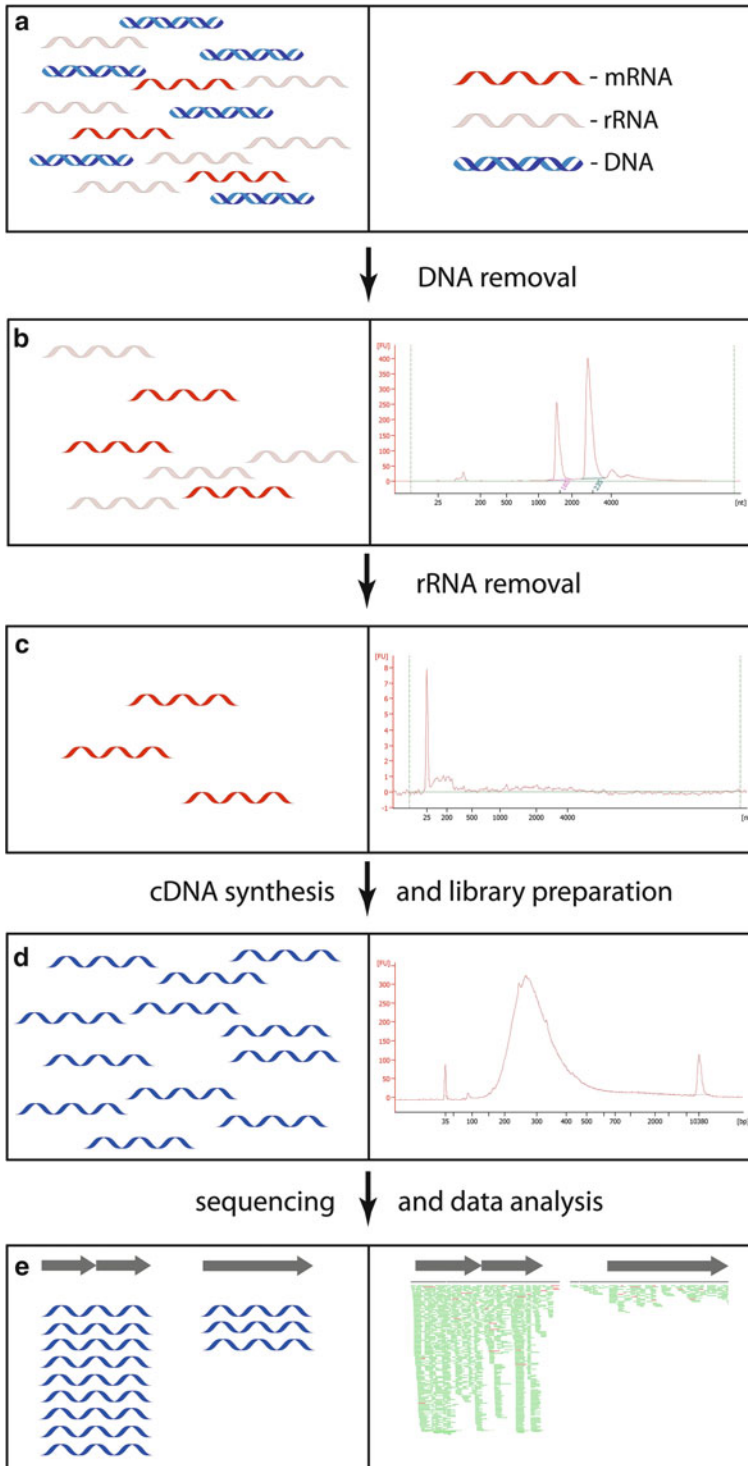 a
- mRNA
- rRNA
- DNA
DNA removal
b
[FU]
400
350
300
250
200
150
100
50
0
25 200 500 1000 2000 4000 [nt]
rRNA removal
c
[FU]
8
7
6
5
4
3
2
1
0
-1
25 200 500 1000 2000 4000
cDNA synthesis and library preparation
d
[FU]
300
250
200
150
100
50
0
35 100 200 300 400 500 700 2000 10380 [bp]
sequencing and data analysis
e